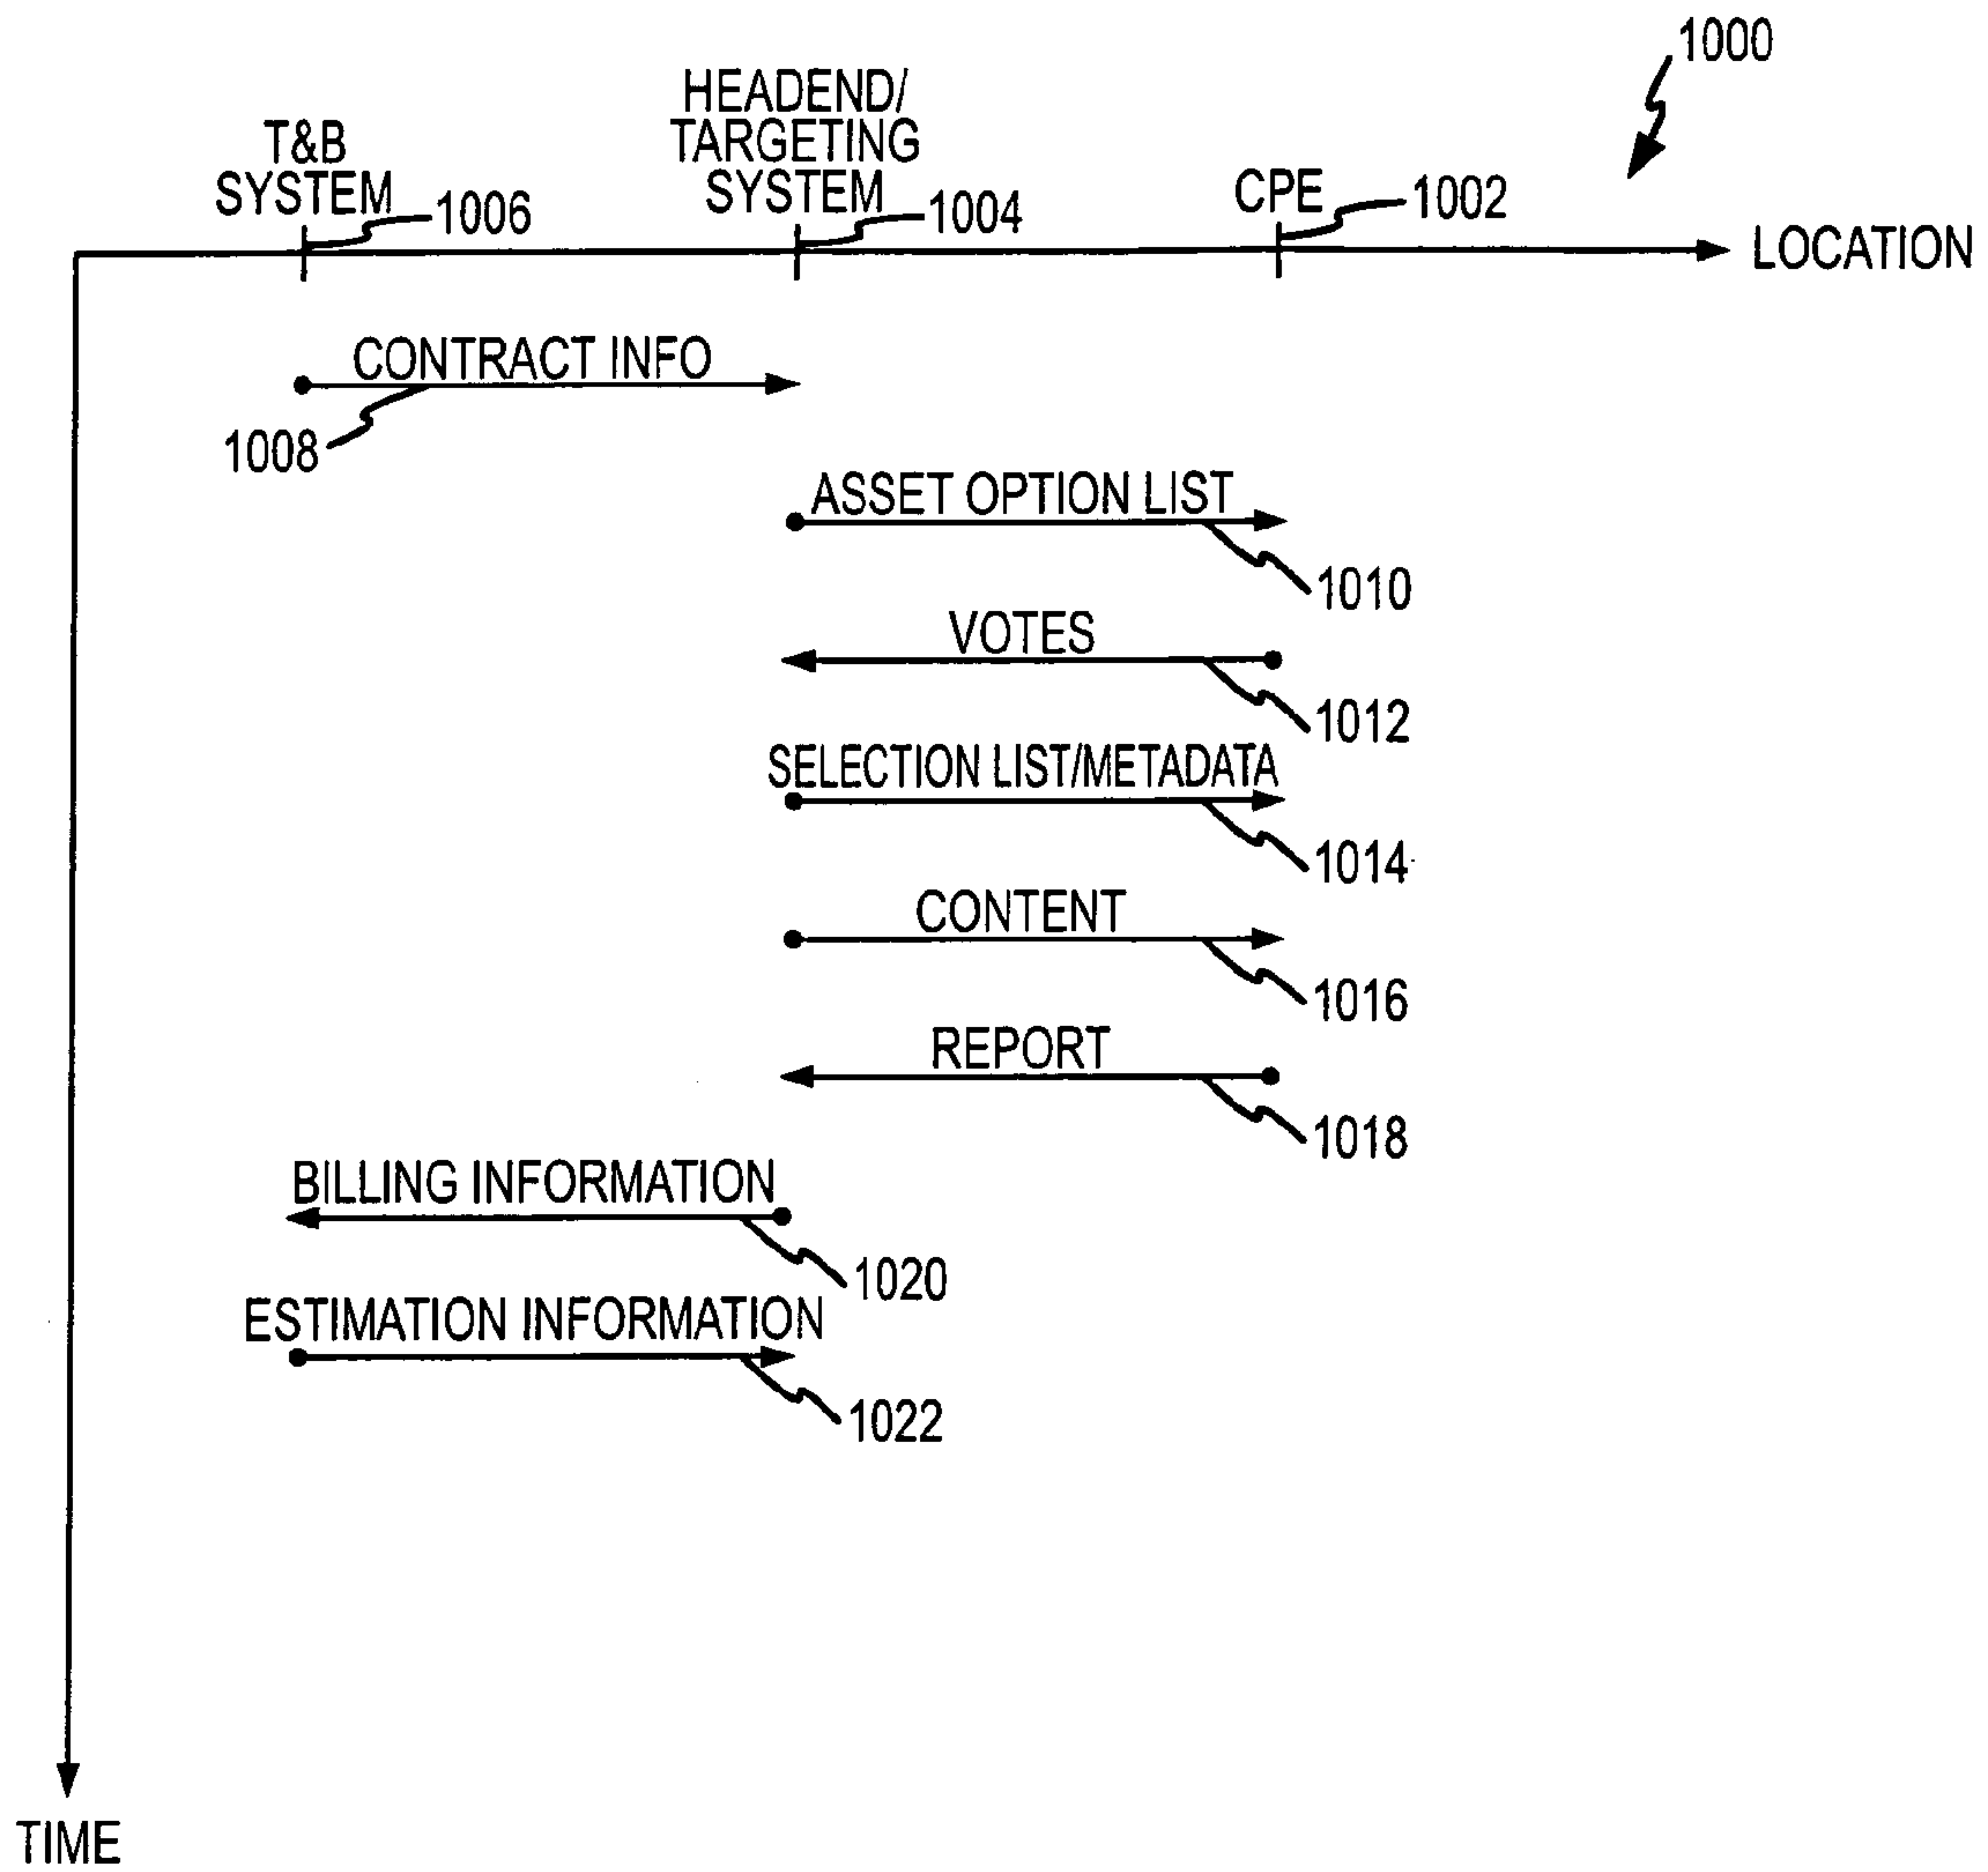 1000
HEADEND/
TARGETING
SYSTEM
T&B
SYSTEM
1006
1004
CPE
1002
LOCATION
CONTRACT INFO
1008
ASSET OPTION LIST
1010
VOTES
1012
SELECTION LIST/METADATA
1014
CONTENT
1016
REPORT
1018
BILLING INFORMATION
1020
ESTIMATION INFORMATION
1022
TIME